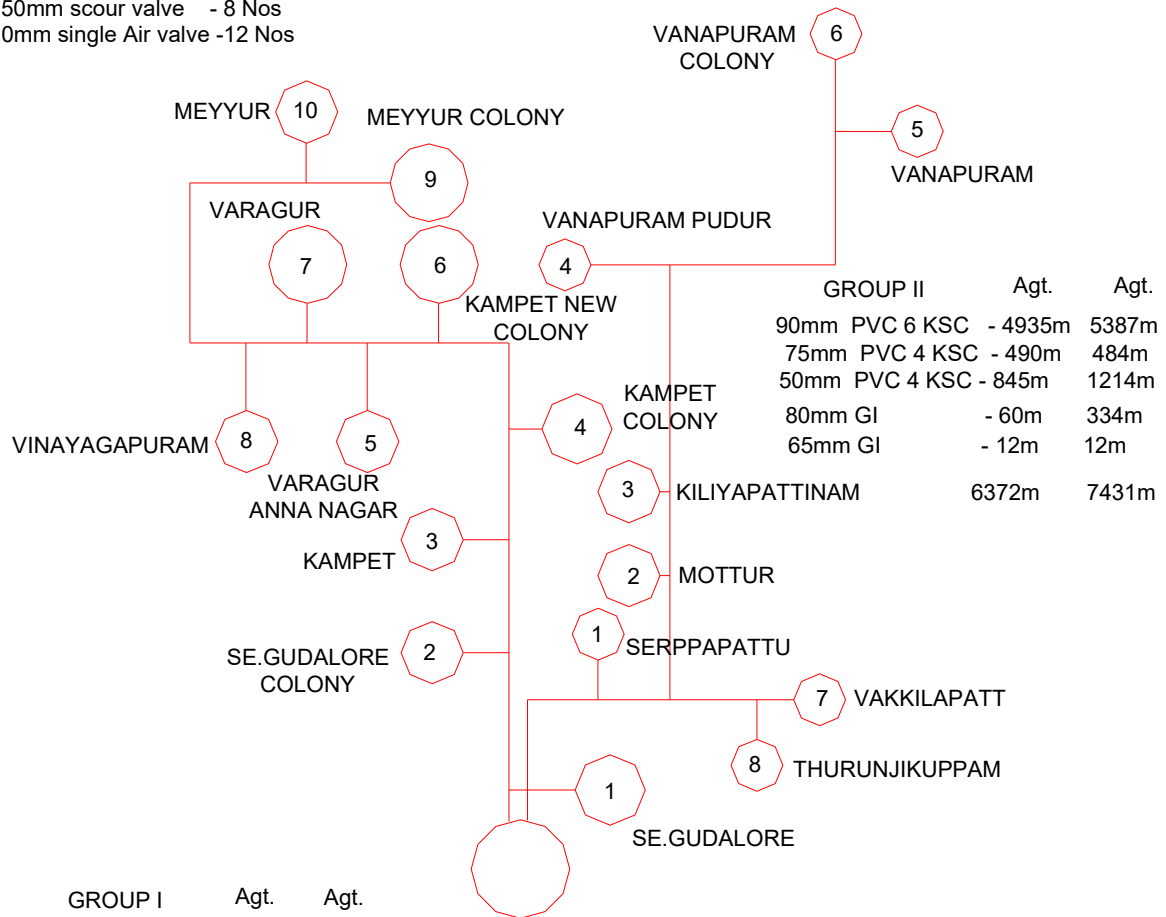 50mm scour valve - 8 Nos
0mm single Air valve -12 Nos
VANAPURAM
COLONY
6
MEYYUR
10
MEYYUR COLONY
9
5
VANAPURAM
VARAGUR
7
6
VANAPURAM PUDUR
4
KAMPET NEW
COLONY
GROUP II Agt. Agt.
90mm PVC 6 KSC - 4935m 5387m
75mm PVC 4 KSC - 490m 484m
50mm PVC 4 KSC - 845m 1214m
80mm GI - 60m 334m
65mm GI - 12m 12m
6372m 7431m
KAMPET
COLONY
4
VINAYAGAPURAM
8
5
VARAGUR
ANNA NAGAR
3
KILIYAPATTINAM
3
KAMPET
2
MOTTUR
1
SERPPAPATTU
SE.GUDALORE
COLONY
2
7
VAKKILAPATT
8
THURUNJIKUPPAM
1
SE.GUDALORE
GROUP I Agt. Agt.